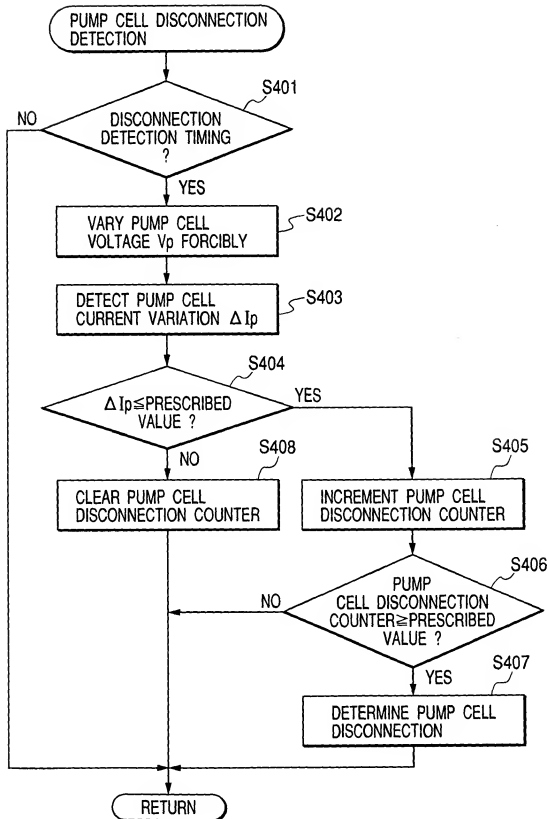 PUMP CELL DISCONNECTION
DETECTION
S401
NO
DISCONNECTION
DETECTION TIMING
?
YES
S402
VARY PUMP CELL
VOLTAGE Vp FORCIBLY
S403
DETECT PUMP CELL
CURRENT VARIATION ΔIp
S404
YES
ΔIp≦PRESCRIBED
VALUE ?
NO
S408
CLEAR PUMP CELL
DISCONNECTION COUNTER
S405
INCREMENT PUMP CELL
DISCONNECTION COUNTER
S406
NO
PUMP
CELL DISCONNECTION
COUNTER≧PRESCRIBED
VALUE ?
YES
S407
DETERMINE PUMP CELL
DISCONNECTION
RETURN